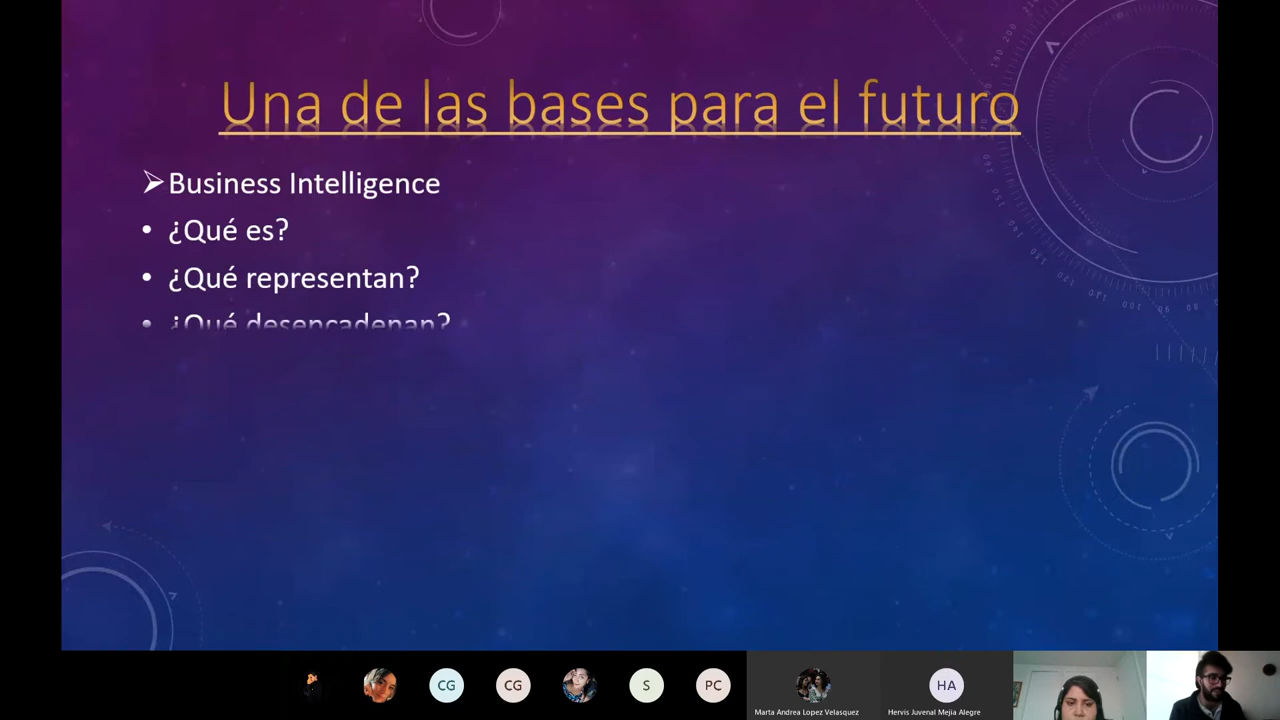 Una de las bases para el futuro
➢Business Intelligence
• ¿Qué es?
• ¿Qué representan?
• ¿Qué desencadenan?
CG
CG
S
PC
HA
Marta Andrea Lopez Velasquez
Hervis Juvenal Mejia Alegre